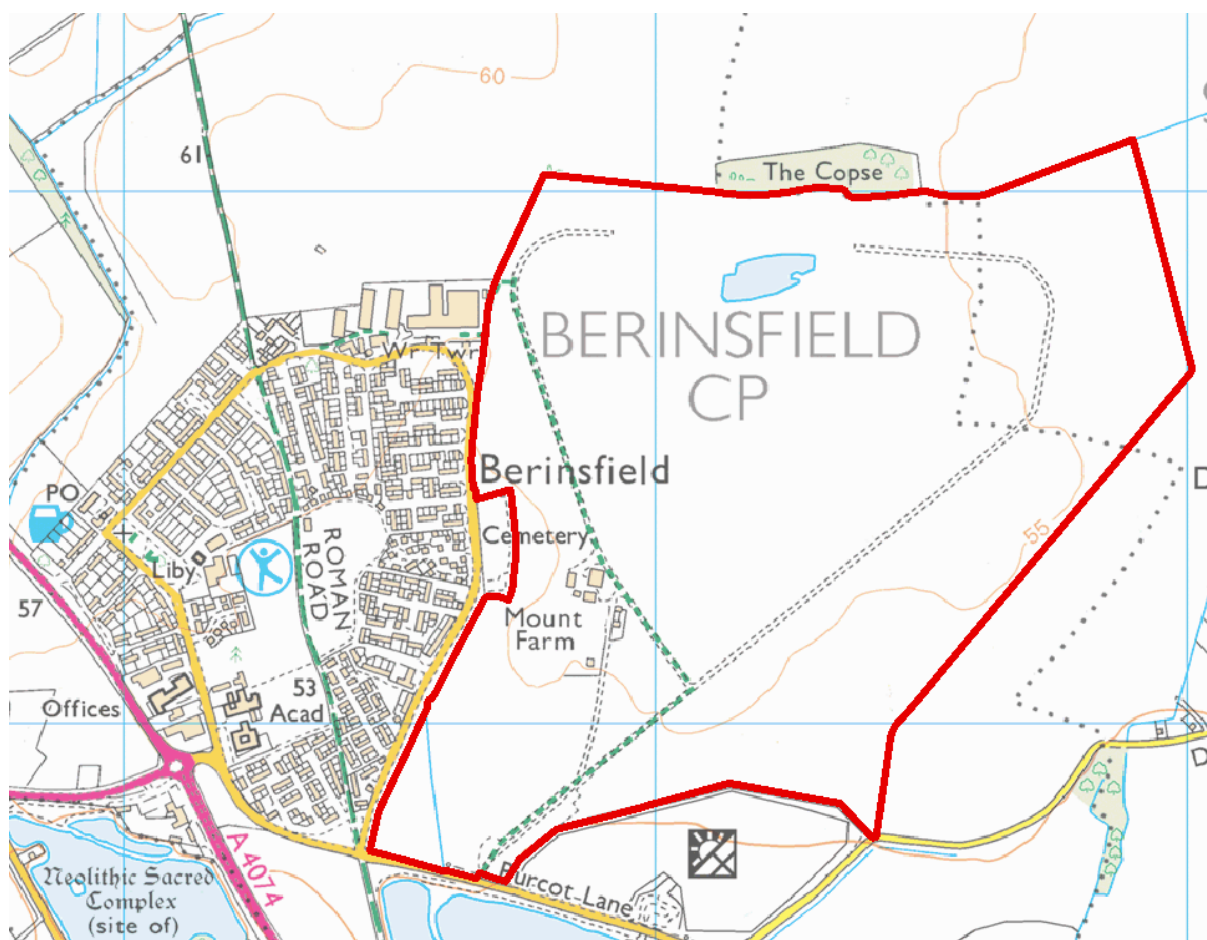 60
61
The Copse
BERINSFIELD
CP
Wr Twr
Berinsfield
PO
Cemetery
ROMAN
ROAD
Liby
55
57
Mount
Farm
53
Acad
Offices
A 4074
Burcot Lane
Neolithic Sacred
Complex
(site of)
D
D